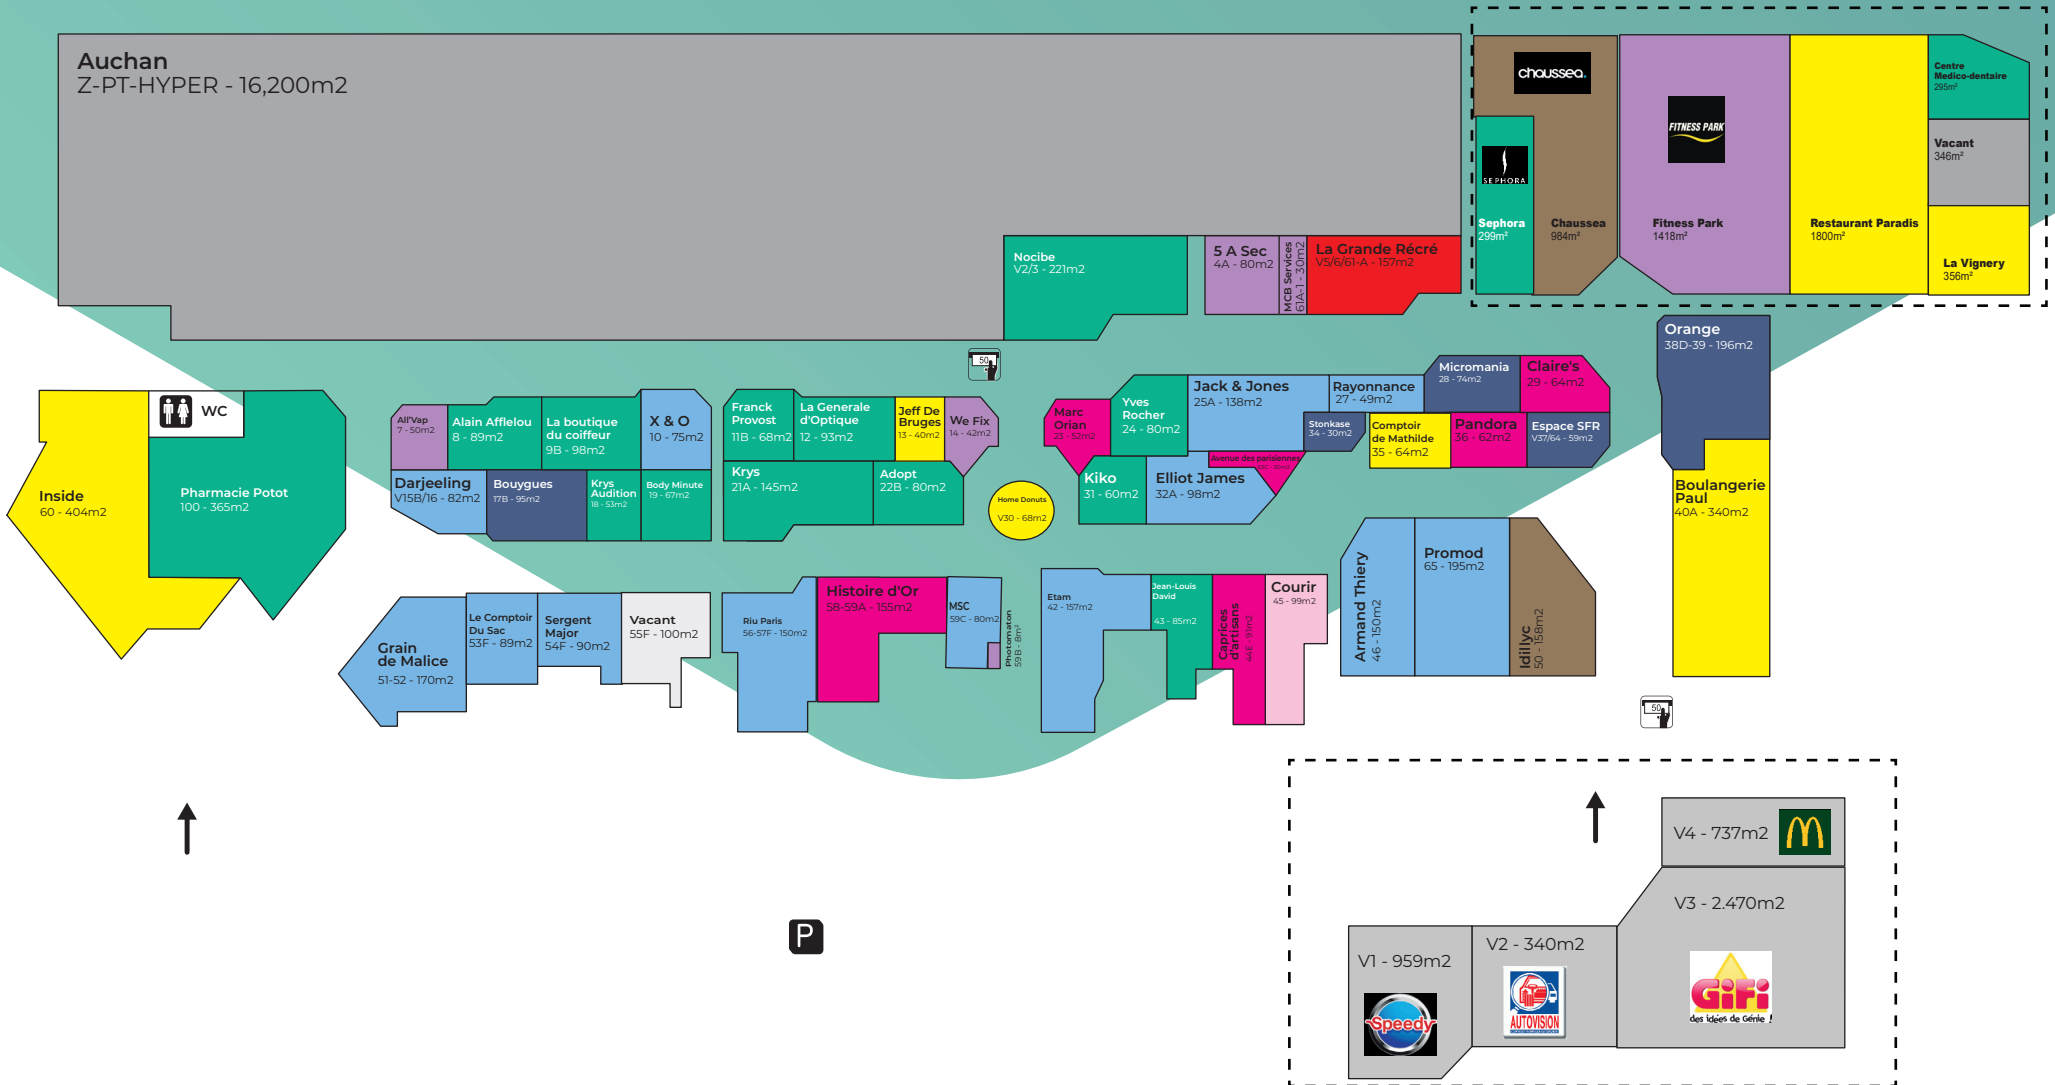 Auchan
Z-PT-HYPER - 16,200m2
chaussea.
SEPHORA
Sephora
299m²
Chaussea
984m²
FITNESS PARK
Fitness Park
1418m²
Restaurant Paradis
1800m²
Centre
Medico-dentaire
295m²
Vacant
346m²
La Vignery
356m²
Nocibe
V2/3 - 221m2
5 A Sec
4A - 80m2
MCB Services
61A-1 - 30m2
La Grande Récré
V5/6/61-A - 157m2
50
Orange
38D-39 - 196m2
Boulangerie
Paul
40A - 340m2
WC
Inside
60 - 404m2
Pharmacie Potot
100 - 365m2
All'Vap
7 - 50m2
Alain Afflelou
8 - 89m2
La boutique
du coiffeur
9B - 98m2
X & O
10 - 75m2
Darjeeling
V15B/16 - 82m2
Bouygues
17B - 95m2
Krys
Audition
18 - 53m2
Body Minute
19 - 67m2
Franck
Provost
11B - 68m2
La Generale
d'Optique
12 - 93m2
Jeff De
Bruges
13 - 40m2
We Fix
14 - 42m2
Krys
21A - 145m2
Adopt
22B - 80m2
Home Donuts
V30 - 68m2
Marc
Orian
23 - 52m2
Yves
Rocher
24 - 80m2
Jack & Jones
25A - 138m2
Rayonnance
27 - 49m2
Micromania
28 - 74m2
Claire's
29 - 64m2
Stonkase
34 - 30m2
Comptoir
de Mathilde
35 - 64m2
Pandora
36 - 62m2
Espace SFR
V37/64 - 59m2
Kiko
31 - 60m2
Elliot James
32A - 98m2
Avenue des parisiennes
Grain
de Malice
51-52 - 170m2
Le Comptoir
Du Sac
53F - 89m2
Sergent
Major
54F - 90m2
Vacant
55F - 100m2
Riu Paris
56-57F - 150m2
Histoire d'Or
58-59A - 155m2
MSC
59C - 80m2
Photomaton
59B - 8m²
Etam
42 - 157m2
Jean-Louis
David
43 - 85m2
Caprices
d'artisans
44E - 91m2
Courir
45 - 99m2
Armand Thiery
46 - 150m2
Promod
65 - 195m2
Idillyc
50 - 158m2
50
P
V4 - 737m2
V3 - 2.470m2
GiFi
des idées de Génie !
V2 - 340m2
AUTOVISION
V1 - 959m2
Speedy